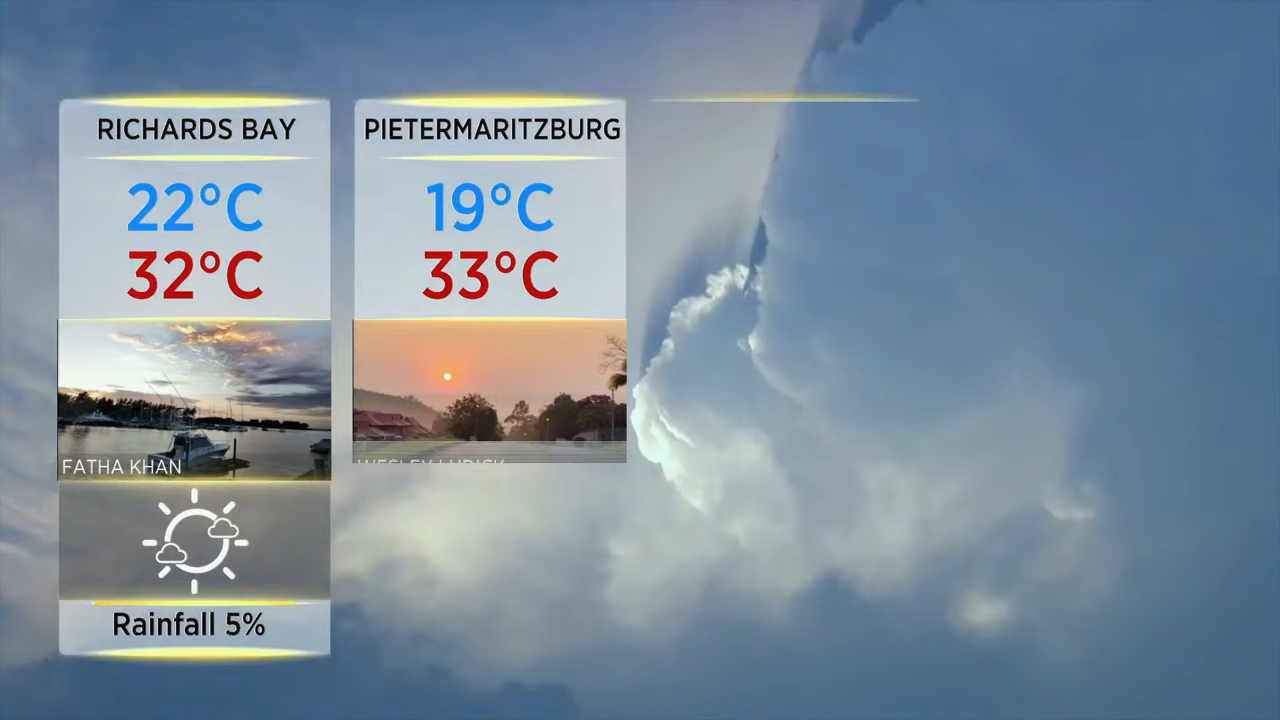 RICHARDS BAY
22°C
32°C
FATHA KHAN
Rainfall 5%
PIETERMARITZBURG
19°C
33°C